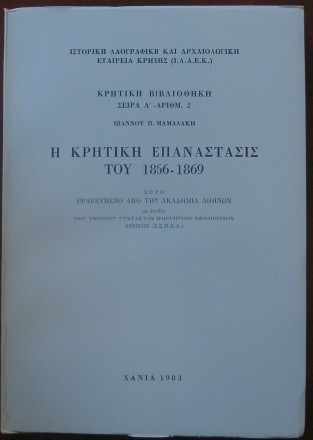 ΙΣΤΟΡΙΚΗ ΛΑΟΓΡΑΦΙΚΗ ΚΑΙ ΑΡΧΑΙΟΛΟΓΙΚΗ
ΕΤΑΙΡΕΙΑ ΚΡΗΤΗΣ (Ι.Λ.Α.Ε.Κ.)
ΚΡΗΤΙΚΗ ΒΙΒΛΙΟΘΗΚΗ
ΣΕΙΡΑ Α' - ΑΡΙΘΜ. 2
ΙΩΑΝΝΟΥ Π. ΜΑΜΑΛΑΚΗ
Η ΚΡΗΤΙΚΗ ΕΠΑΝΑΣΤΑΣΙΣ
ΤΟΥ 1866-1869
ΕΡΓΟ
ΒΡΑΒΕΥΜΕΝΟ ΑΠΟ ΤΗΝ ΑΚΑΔΗΜΙΑ ΑΘΗΝΩΝ
ΑΘΗΝΩΝ
ΧΑΝΙΑ 1983